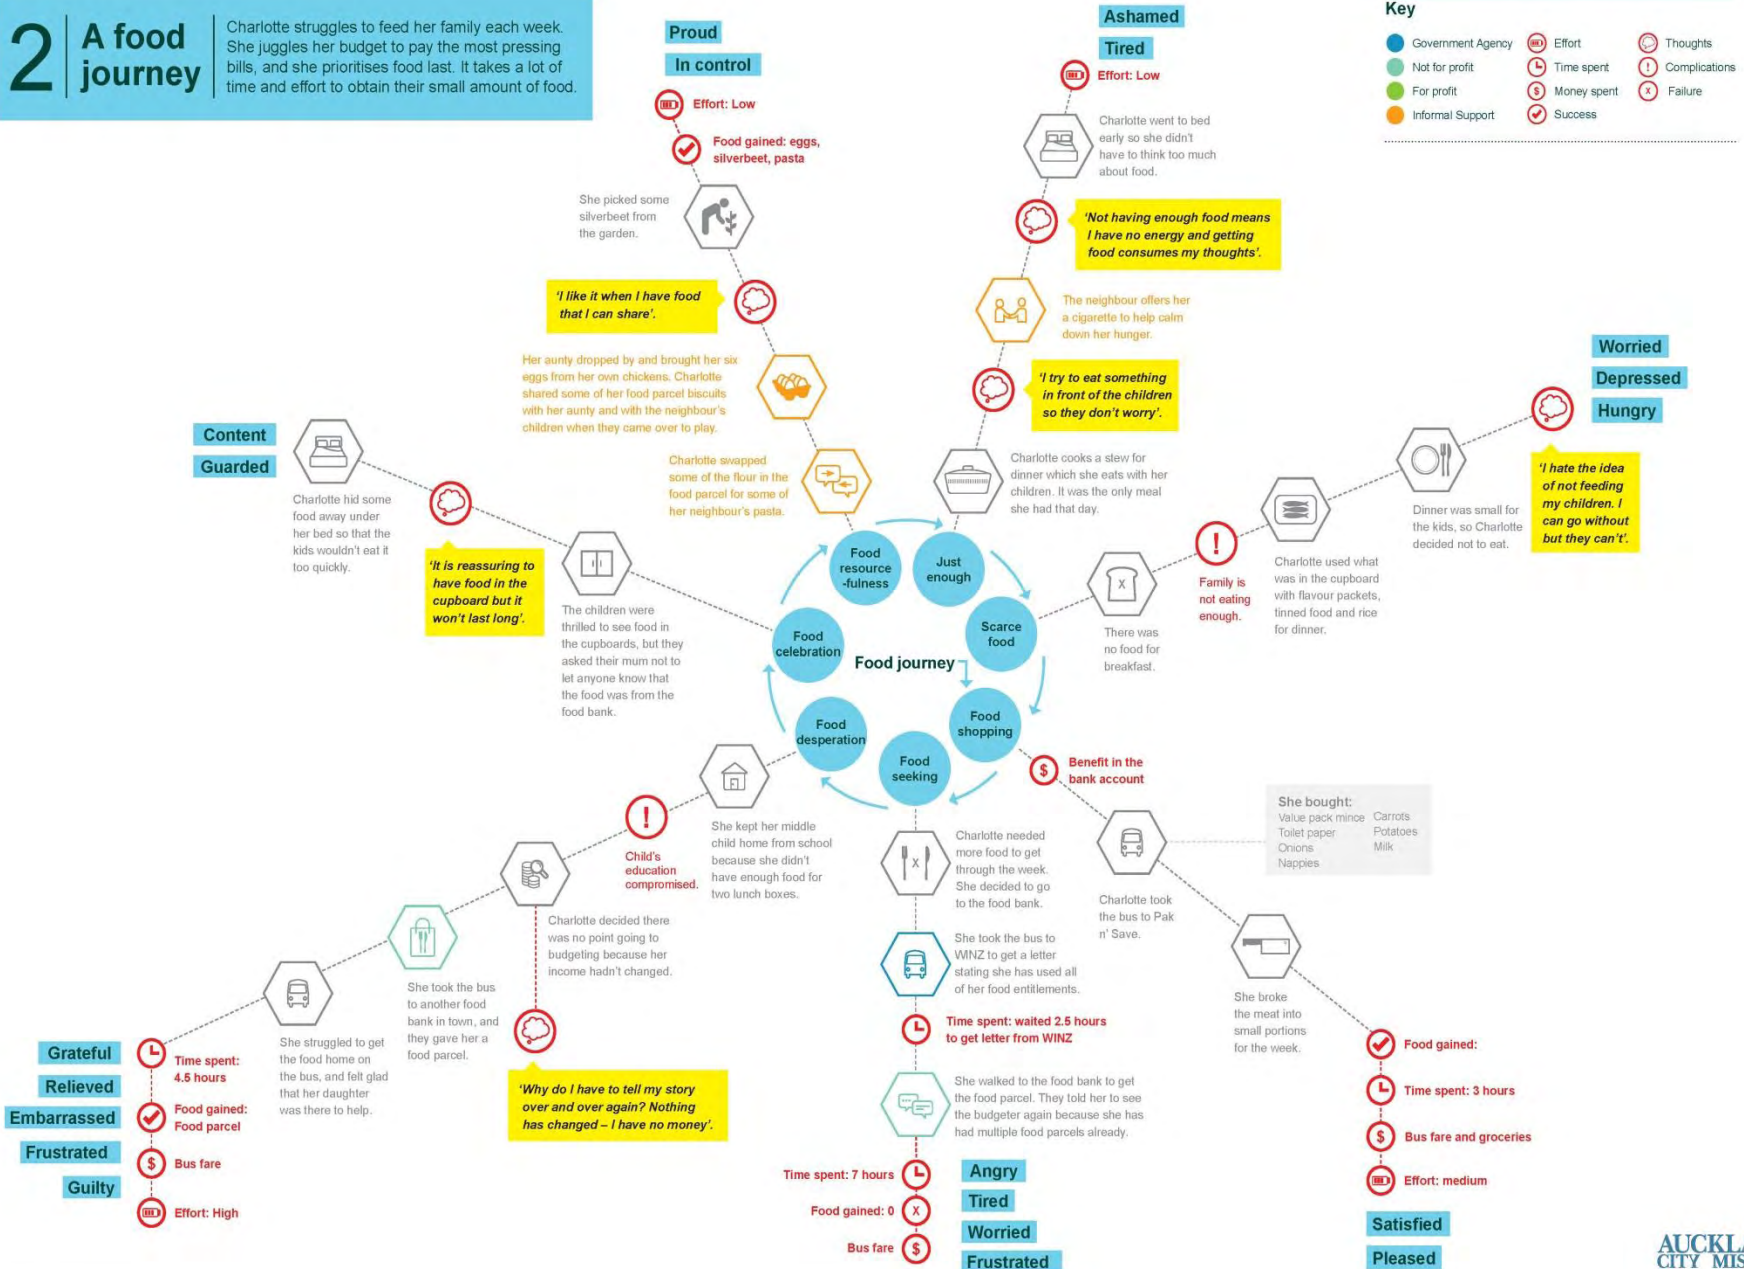 2
A food
journey
Charlotte struggles to feed her family each week.
She juggles her budget to pay the most pressing
bills, and she prioritises food last. It takes a lot of
time and effort to obtain their small amount of food.
Key
Government Agency
Not for profit
For profit
Informal Support
Effort
Time spent
$ Money spent
Success
Thoughts
! Complications
x Failure
Proud
In control
Effort: Low
Food gained: eggs,
silverbeet, pasta
She picked some
silverbeet from
the garden.
'I like it when I have food
that I can share'.
Her aunty dropped by and brought her six
eggs from her own chickens. Charlotte
shared some of her food parcel biscuits
with her aunty and with the neighbour's
children when they came over to play.
Charlotte swapped
some of the flour in the
food parcel for some of
her neighbour's pasta.
Ashamed
Tired
Effort: Low
Charlotte went to bed
early so she didn't
have to think too much
about food.
'Not having enough food means
I have no energy and getting
food consumes my thoughts'.
The neighbour offers her
a cigarette to help calm
down her hunger.
'I try to eat something
in front of the children
so they don't worry'.
Charlotte cooks a stew for
dinner which she eats with her
children. It was the only meal
she had that day.
Worried
Depressed
Hungry
'I hate the idea
of not feeding
my children. I
can go without
but they can't'.
Dinner was small for
the kids, so Charlotte
decided not to eat.
Charlotte used what
was in the cupboard
with flavour packets,
tinned food and rice
for dinner.
!
Family is
not eating
enough.
x
There was
no food for
breakfast.
Content
Guarded
Charlotte hid some
food away under
her bed so that the
kids wouldn't eat it
too quickly.
'It is reassuring to
have food in the
cupboard but it
won't last long'.
The children were
thrilled to see food in
the cupboards, but they
asked their mum not to
let anyone know that
the food was from the
food bank.
Food journey
Food
resource
-fulness
Just
enough
Scarce
food
Food
shopping
Food
seeking
Food
desperation
Food
celebration
$
Benefit in the
bank account
Charlotte took
the bus to Pak
n' Save.
She bought:
Value pack mince
Toilet paper
Onions
Nappies
Carrots
Potatoes
Milk
She broke
the meat into
small portions
for the week.
Food gained:
Time spent: 3 hours
$ Bus fare and groceries
Effort: medium
Satisfied
Pleased
x
Charlotte needed
more food to get
through the week.
She decided to go
to the food bank.
She took the bus to
WINZ to get a letter
stating she has used all
of her food entitlements.
Time spent: waited 2.5 hours
to get letter from WINZ
She walked to the food bank to get
the food parcel. They told her to see
the budgeter again because she has
had multiple food parcels already.
Time spent: 7 hours
Food gained: 0 x
Bus fare $
Angry
Tired
Worried
Frustrated
She kept her middle
child home from school
because she didn't
have enough food for
two lunch boxes.
!
Child's
education
compromised.
Charlotte decided there
was no point going to
budgeting because her
income hadn't changed.
'Why do I have to tell my story
over and over again? Nothing
has changed – I have no money'.
She took the bus
to another food
bank in town, and
they gave her a
food parcel.
She struggled to get
the food home on
the bus, and felt glad
that her daughter
was there to help.
Time spent:
4.5 hours
Food gained:
Food parcel
$ Bus fare
Effort: High
Grateful
Relieved
Embarrassed
Frustrated
Guilty
AUCKLA
CITY MIS